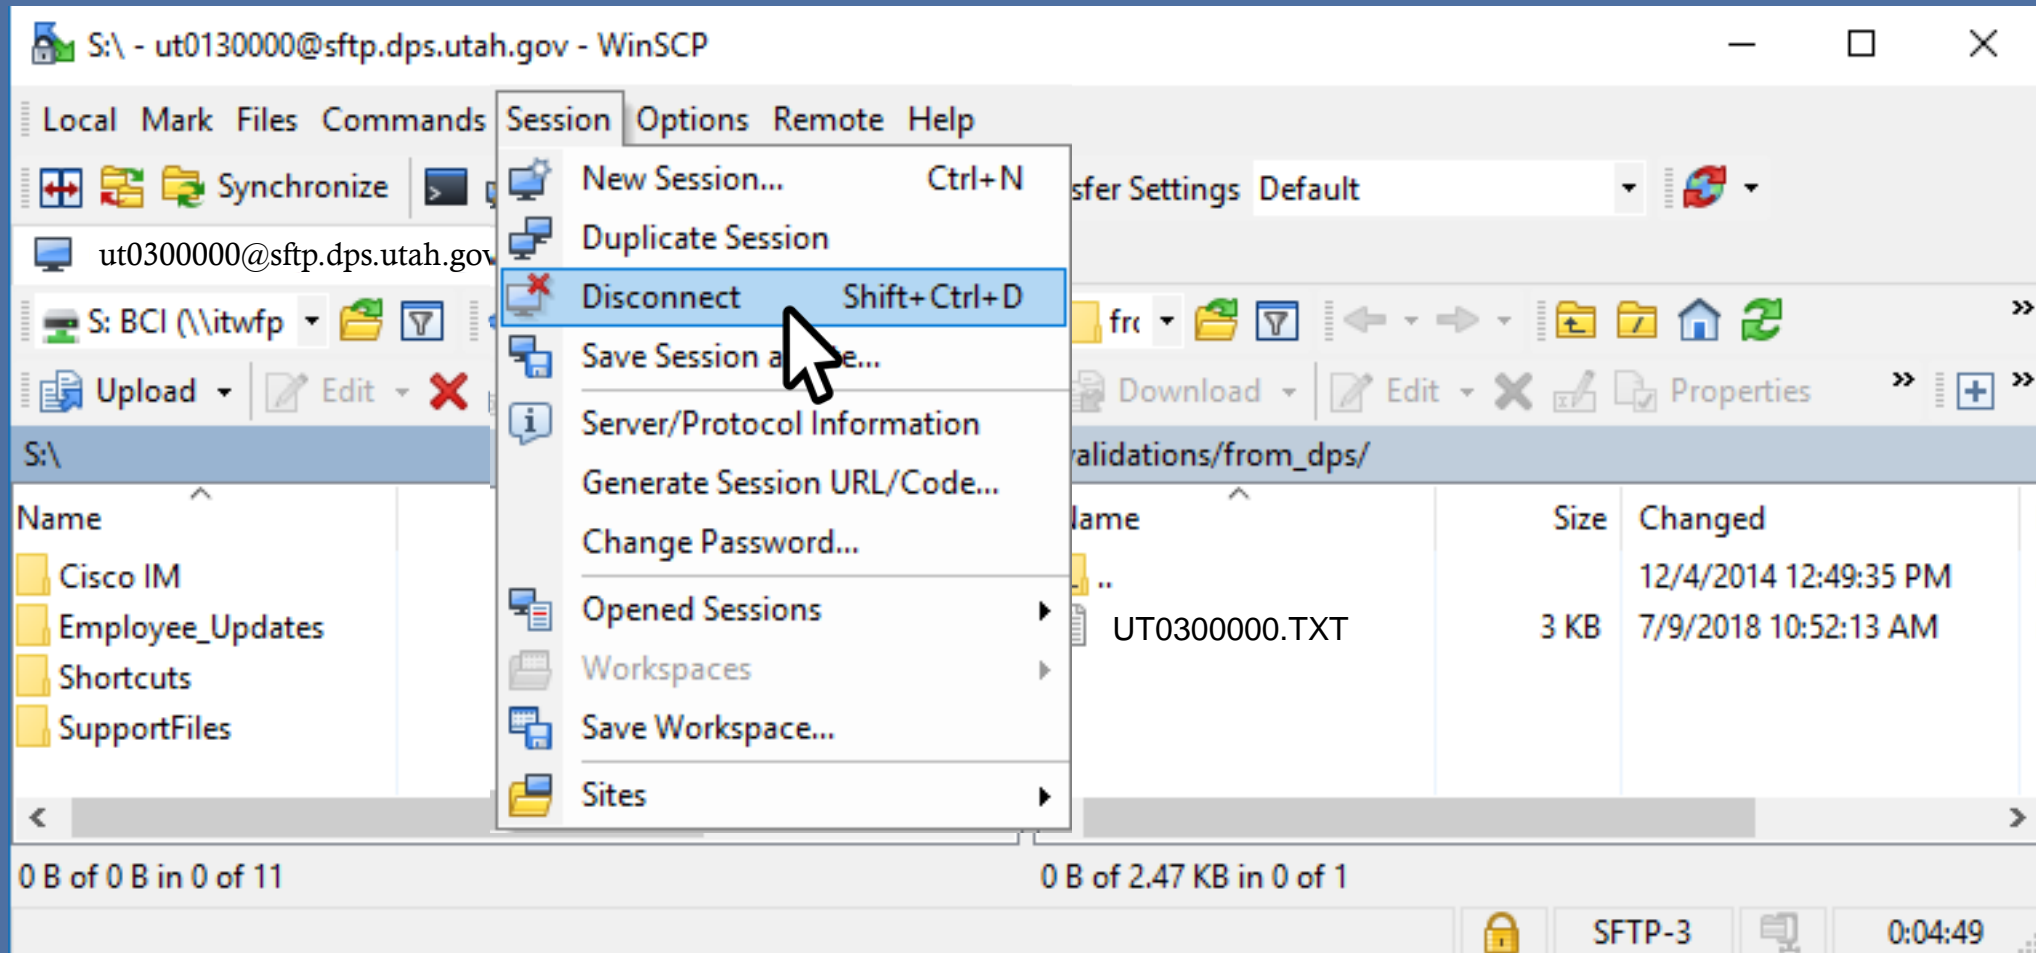 S:\ - ut0130000@sftp.dps.utah.gov - WinSCP
Local Mark Files Commands Session Options Remote Help
Synchronize
sfer Settings Default
ut0300000@sftp.dps.utah.gov
New Session... Ctrl+N
Duplicate Session
Disconnect Shift+Ctrl+D
Save Session a e...
Server/Protocol Information
Generate Session URL/Code...
Change Password...
Opened Sessions
Workspaces
Save Workspace...
Sites
S: BCI (\\itwfp
Upload Edit
S:\
Name
Cisco IM
Employee_Updates
Shortcuts
SupportFiles
0 B of 0 B in 0 of 11
Download Edit Properties
alidations/from_dps/
ame Size Changed
.. 12/4/2014 12:49:35 PM
UT0300000.TXT 3 KB 7/9/2018 10:52:13 AM
0 B of 2.47 KB in 0 of 1
SFTP-3 0:04:49